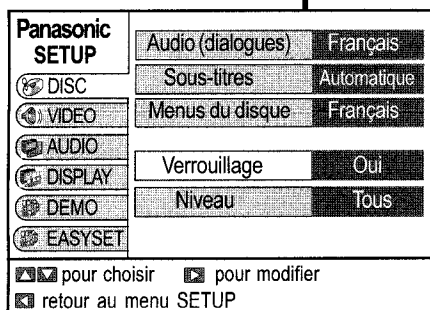 Panasonic
SETUP
DISC
VIDEO
AUDIO
DISPLAY
DEMO
EASYSET
Audio (dialogues) Français
Sous-titres Automatique
Menus du disque Français
Verrouillage Oui
Niveau Tous
pour choisir pour modifier
retour au menu SETUP